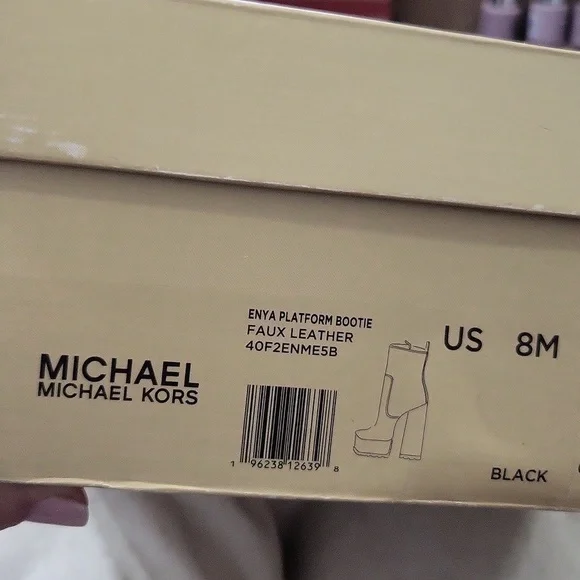 ENYA PLATFORM BOOTIE
FAUX LEATHER
40F2ENME5B
US 8M
MICHAEL
MICHAEL KORS
1 96238 12639 8
BLACK